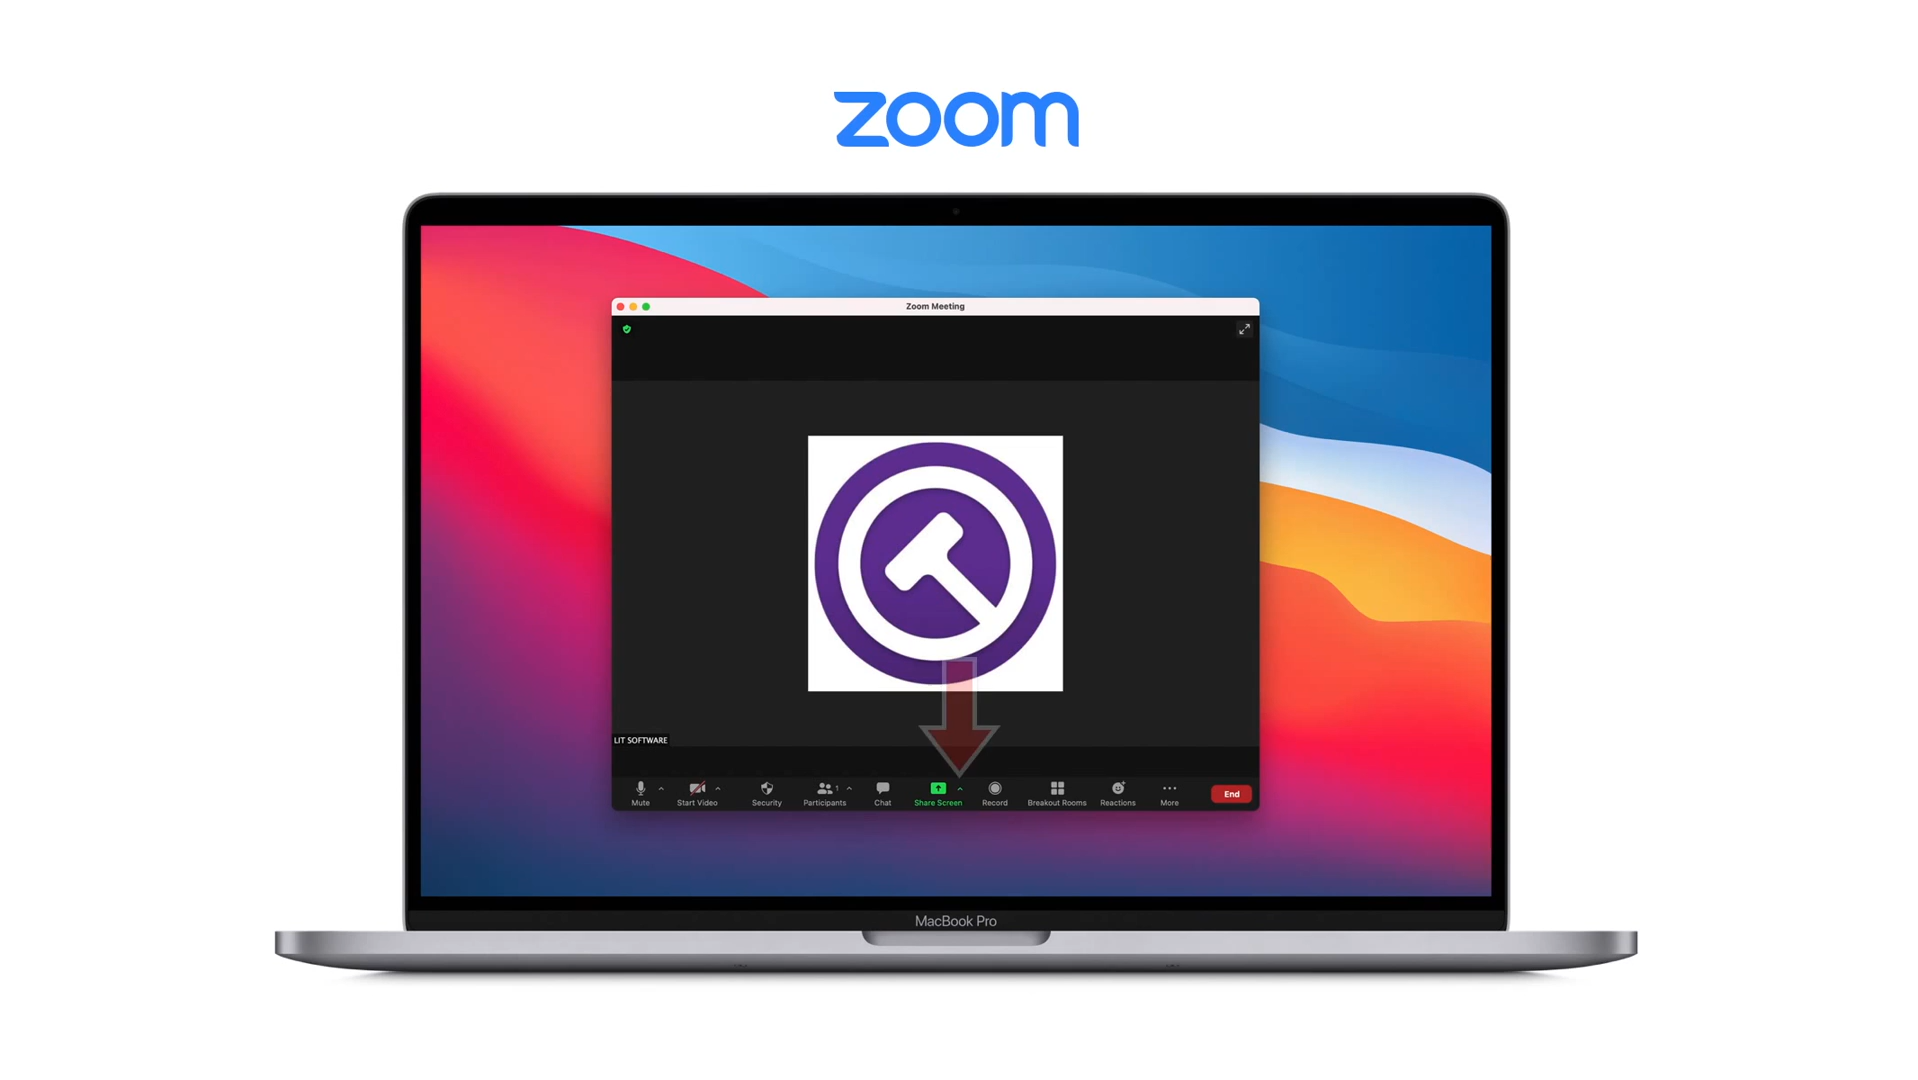 zoom
Zoom Meeting
LIT SOFTWARE
Mute
Start Video
Security
1
Participants
Chat
Share Screen
Record
Breakout Rooms
Reactions
More
End
MacBook Pro